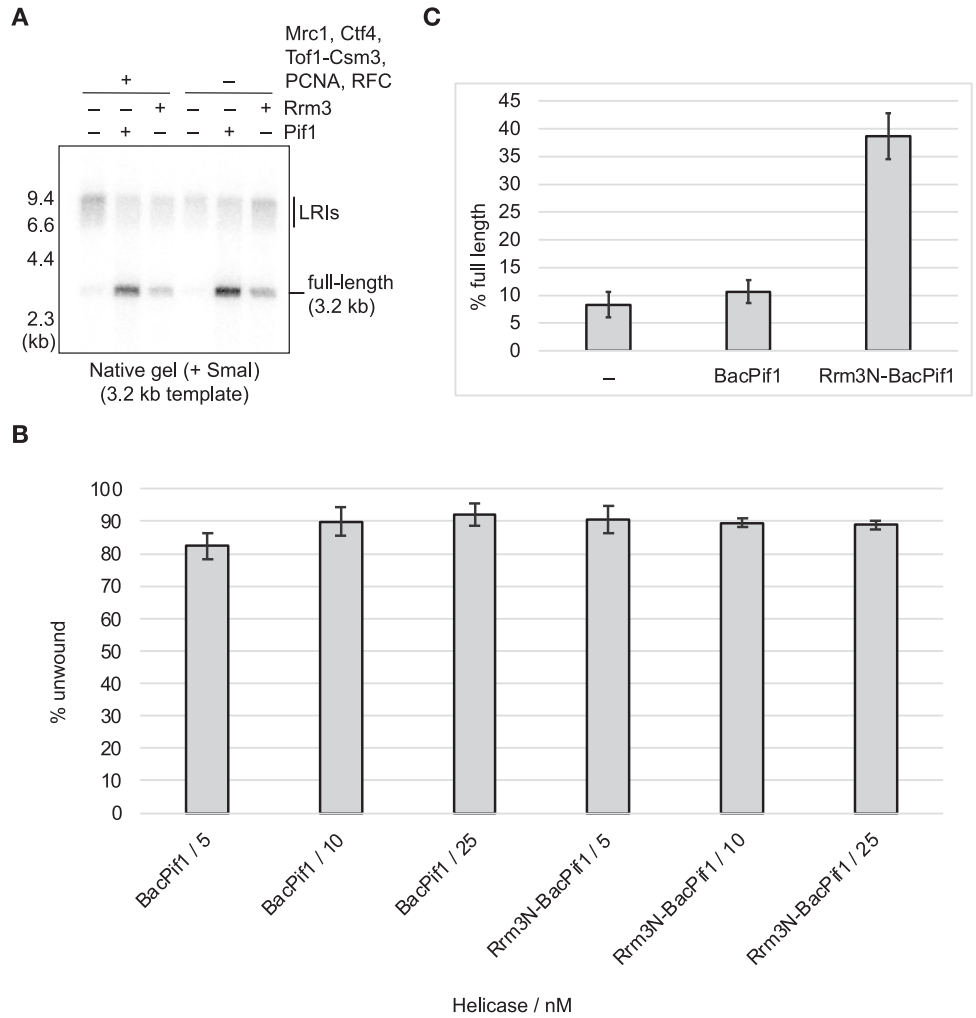 A
Mrc1, Ctf4,
Tof1-Csm3,
PCNA, RFC
+ –
– – + – – + Rrm3
– + – – + – Pif1
9.4
6.6
4.4
2.3
(kb)
LRIs
full-length
(3.2 kb)
Native gel (+ SmaI)
(3.2 kb template)
C
% full length
45
40
35
30
25
20
15
10
5
0
– BacPif1 Rrm3N-BacPif1
B
% unwound
100
90
80
70
60
50
40
30
20
10
0
BacPif1 / 5
BacPif1 / 10
BacPif1 / 25
Rrm3N-BacPif1 / 5
Rrm3N-BacPif1 / 10
Rrm3N-BacPif1 / 25
Helicase / nM